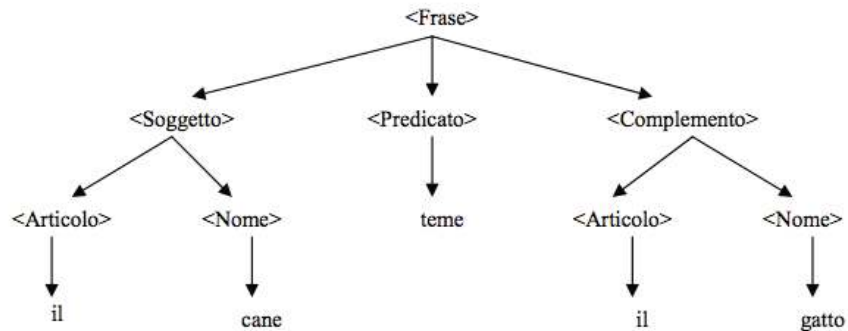 <Frase>
<Soggetto> <Predicato> <Complemento>
<Articolo> <Nome> teme <Articolo> <Nome>
il cane il gatto